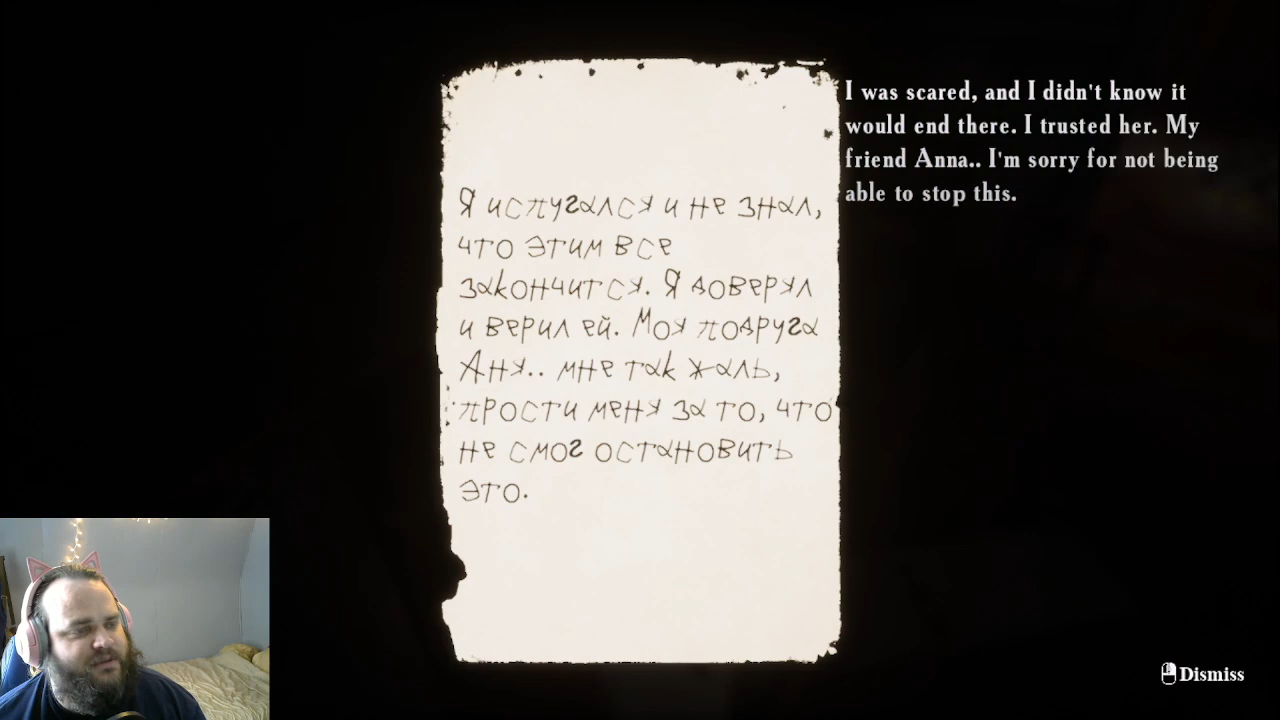 Я испугался и не знал,
что этим все
закончится. Я доверял
и верил ей. Моя подруга
Аня.. мне так жаль,
прости меня за то, что
не смог остановить
это.
I was scared, and I didn't know it
would end there. I trusted her. My
friend Anna.. I'm sorry for not being
able to stop this.
Dismiss